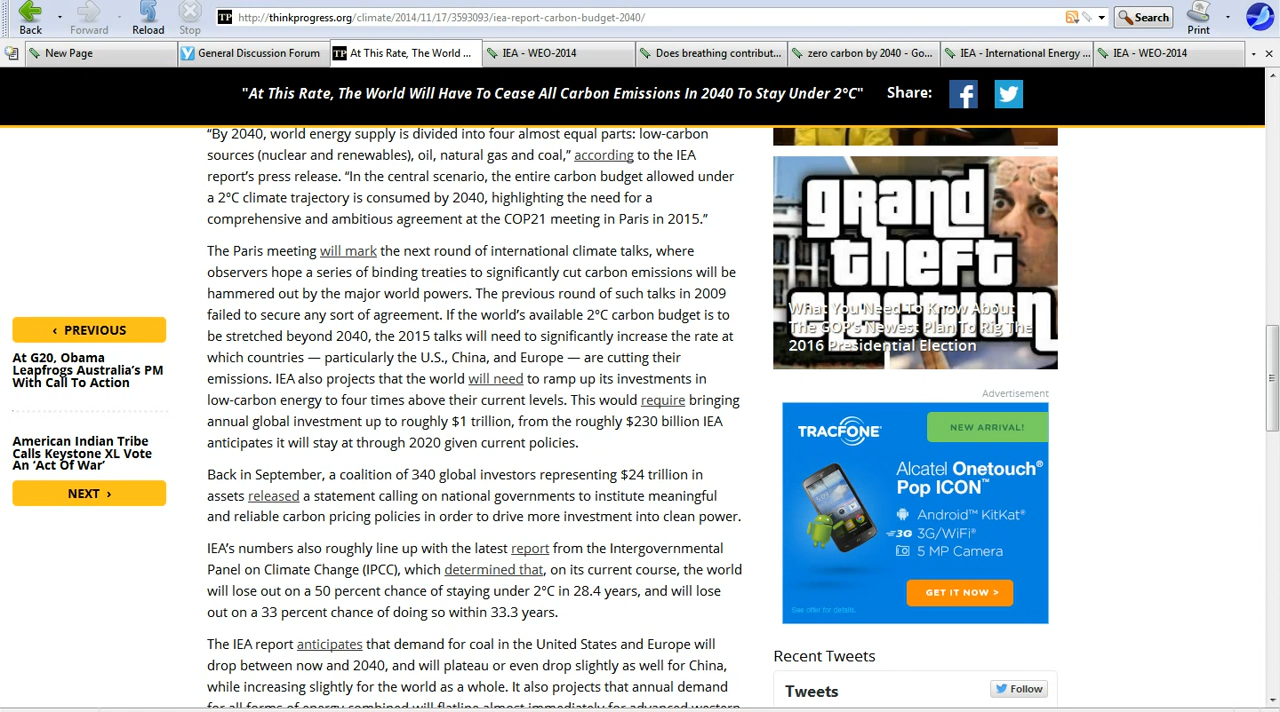 Back
Forward
Reload
Stop
TP
http://thinkprogress.org/climate/2014/11/17/3593093/iea-report-carbon-budget-2040/
Search
Print
New Page
General Discussion Forum
TP At This Rate, The World ...
IEA - WEO-2014
Does breathing contribut...
zero carbon by 2040 - Go...
IEA - International Energy ...
IEA - WEO-2014
"At This Rate, The World Will Have To Cease All Carbon Emissions In 2040 To Stay Under 2°C"
Share:
“By 2040, world energy supply is divided into four almost equal parts: low-carbon
sources (nuclear and renewables), oil, natural gas and coal,” according to the IEA
report’s press release. “In the central scenario, the entire carbon budget allowed under
a 2°C climate trajectory is consumed by 2040, highlighting the need for a
comprehensive and ambitious agreement at the COP21 meeting in Paris in 2015.”
The Paris meeting will mark the next round of international climate talks, where
observers hope a series of binding treaties to significantly cut carbon emissions will be
hammered out by the major world powers. The previous round of such talks in 2009
failed to secure any sort of agreement. If the world’s available 2°C carbon budget is to
be stretched beyond 2040, the 2015 talks will need to significantly increase the rate at
which countries — particularly the U.S., China, and Europe — are cutting their
emissions. IEA also projects that the world will need to ramp up its investments in
low-carbon energy to four times above their current levels. This would require bringing
annual global investment up to roughly $1 trillion, from the roughly $230 billion IEA
anticipates it will stay at through 2020 given current policies.
Back in September, a coalition of 340 global investors representing $24 trillion in
assets released a statement calling on national governments to institute meaningful
and reliable carbon pricing policies in order to drive more investment into clean power.
IEA’s numbers also roughly line up with the latest report from the Intergovernmental
Panel on Climate Change (IPCC), which determined that, on its current course, the world
will lose out on a 50 percent chance of staying under 2°C in 28.4 years, and will lose
out on a 33 percent chance of doing so within 33.3 years.
The IEA report anticipates that demand for coal in the United States and Europe will
drop between now and 2040, and will plateau or even drop slightly as well for China,
while increasing slightly for the world as a whole. It also projects that annual demand
for all forms of energy combined will flatline almost immediately for advanced western
‹ PREVIOUS
At G20, Obama
Leapfrogs Australia’s PM
With Call To Action
American Indian Tribe
Calls Keystone XL Vote
An ‘Act Of War’
NEXT ›
grand
theft
election
What You Need To Know About
The GOP’s Newest Plan To Rig The
2016 Presidential Election
Advertisement
TRACFONE
NEW ARRIVAL!
Alcatel Onetouch®
Pop ICON™
Android™ KitKat®
3G 3G/WiFi®
5 MP Camera
GET IT NOW >
See offer for details.
Recent Tweets
Tweets
Follow